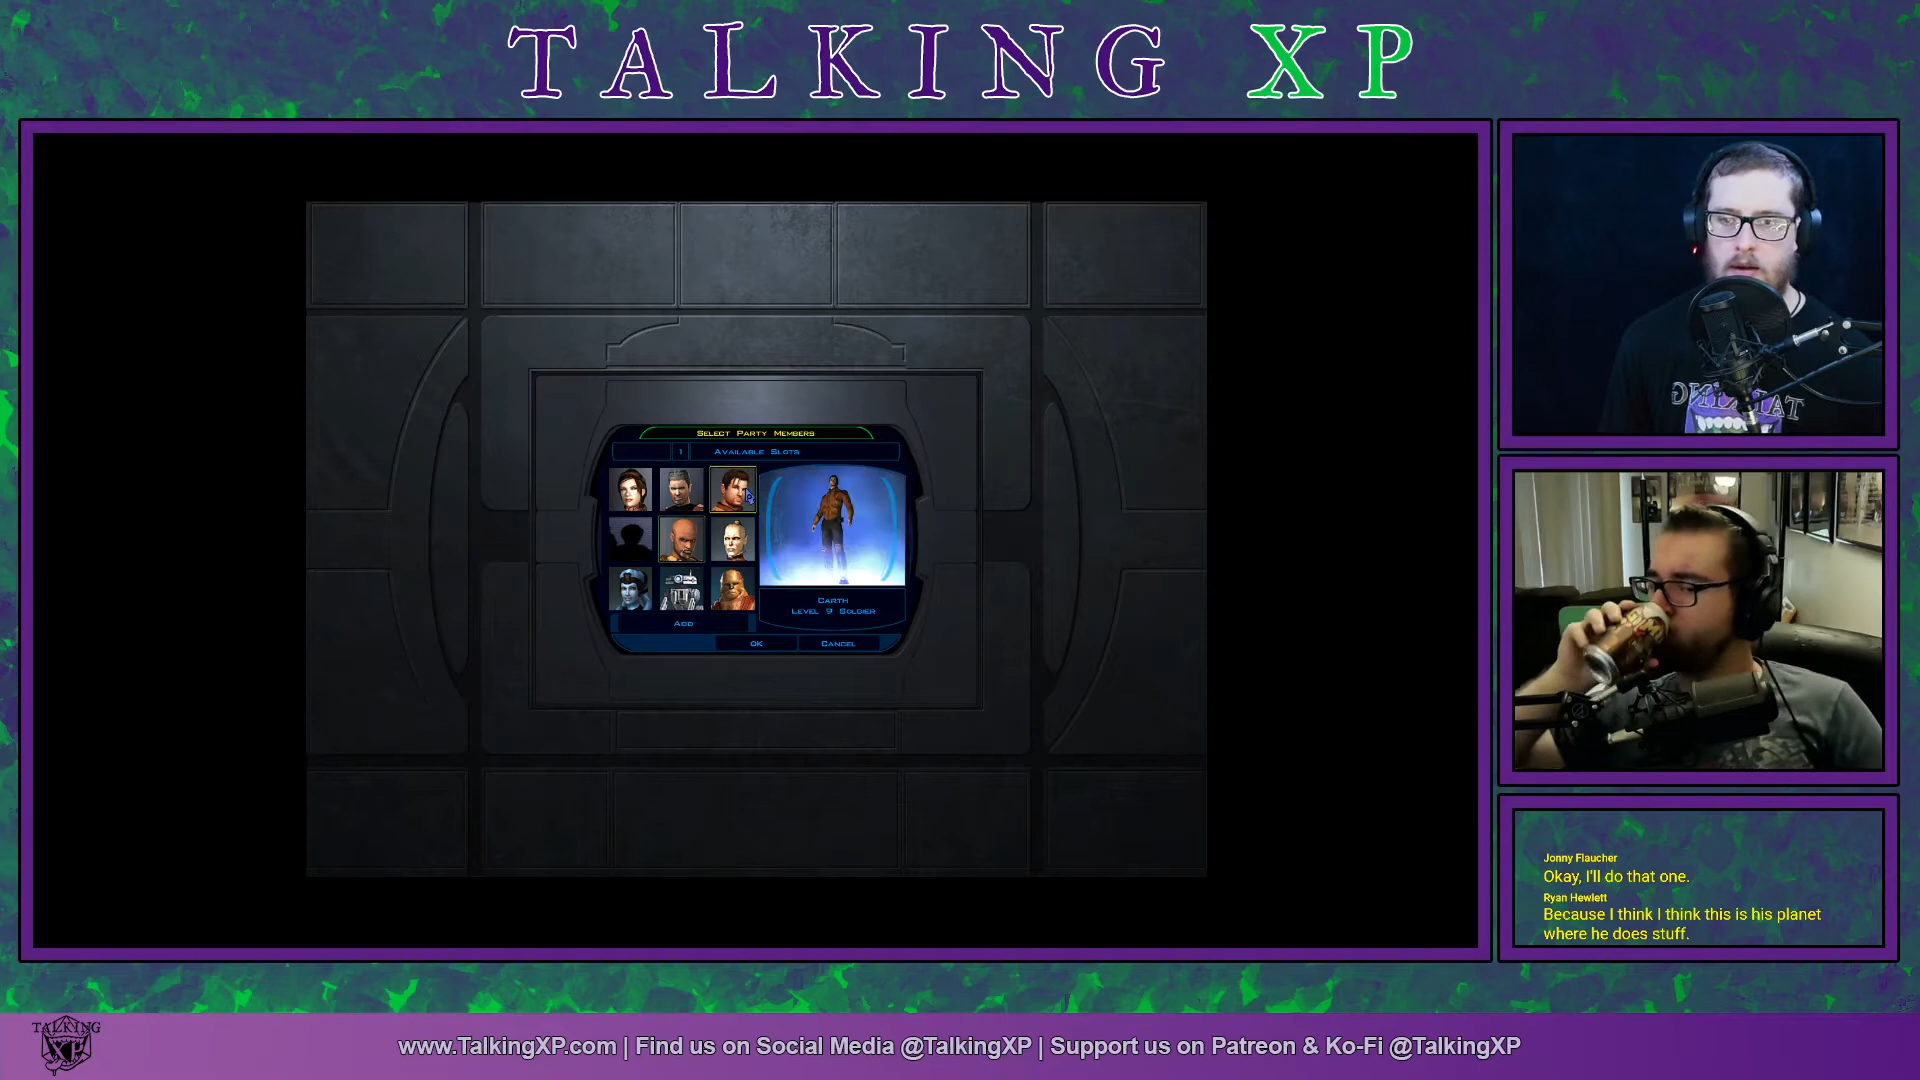 TALKING XP
SELECT PARTY MEMBERS
1 AVAILABLE SLOTS
CARTH
LEVEL 9 SOLDIER
ADD
OK CANCEL
Jonny Flaucher
Okay, I'll do that one.
Ryan Hewlett
Because I think I think this is his planet
where he does stuff.
TALKING
XP
www.TalkingXP.com | Find us on Social Media @TalkingXP | Support us on Patreon & Ko-Fi @TalkingXP